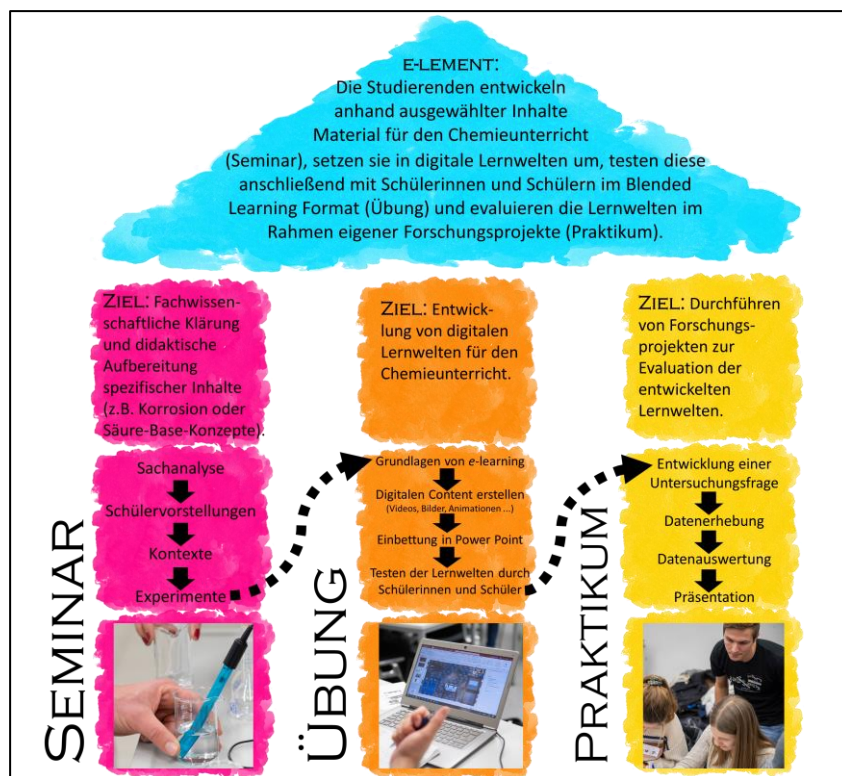 E-LEMENT:
Die Studierenden entwickeln
anhand ausgewählter Inhalte
Material für den Chemieunterricht
(Seminar), setzen sie in digitale Lernwelten um, testen diese
anschließend mit Schülerinnen und Schülern im Blended
Learning Format (Übung) und evaluieren die Lernwelten im
Rahmen eigener Forschungsprojekte (Praktikum).
SEMINAR
ZIEL: Fachwissen-
schaftliche Klärung
und didaktische
Aufbereitung
spezifischer Inhalte
(z.B. Korrosion oder
Säure-Base-Konzepte).
Sachanalyse
Schülervorstellungen
Kontexte
Experimente
ÜBUNG
ZIEL: Entwick-
lung von digitalen
Lernwelten für den
Chemieunterricht.
Grundlagen von e-learning
Digitalen Content erstellen
(Videos, Bilder, Animationen ...)
Einbettung in Power Point
Testen der Lernwelten durch
Schülerinnen und Schüler
PRAKTIKUM
ZIEL: Durchführen
von Forschungs-
projekten zur
Evaluation der
entwickelten
Lernwelten.
Entwicklung einer
Untersuchungsfrage
Datenerhebung
Datenauswertung
Präsentation